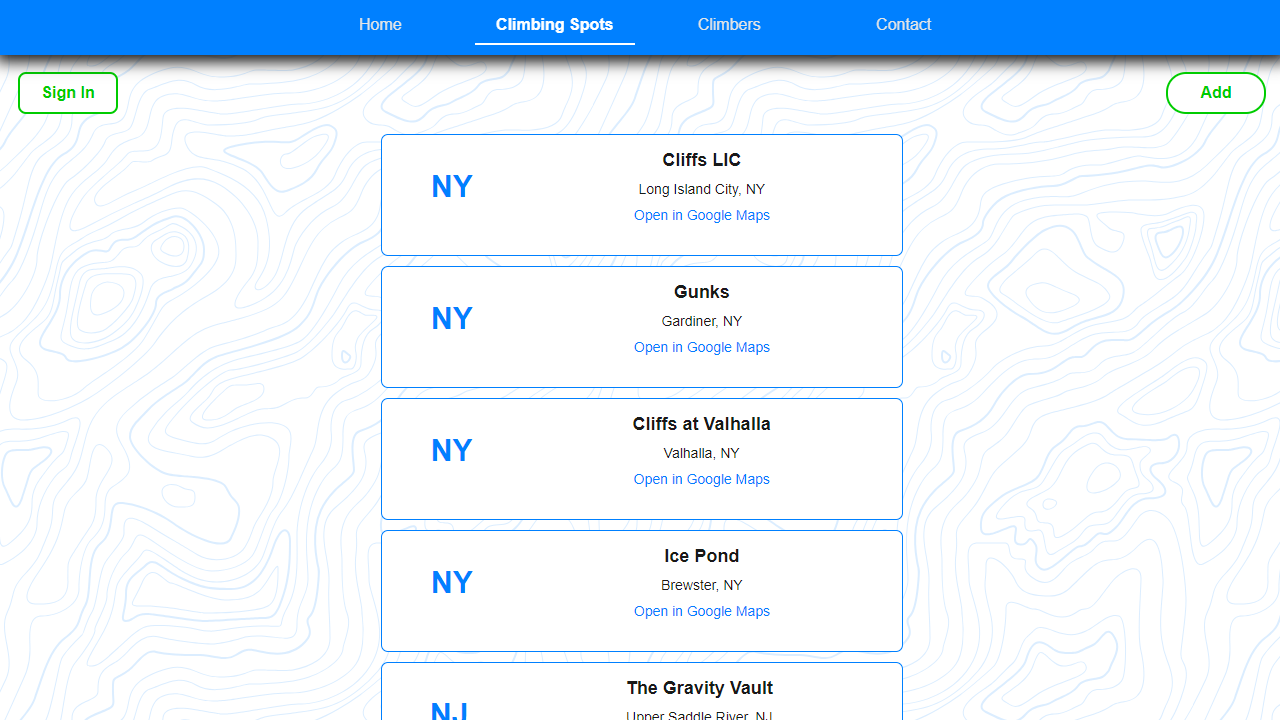 Home
Climbing Spots
Climbers
Contact
Sign In
Add
NY
Cliffs LIC
Long Island City, NY
Open in Google Maps
NY
Gunks
Gardiner, NY
Open in Google Maps
NY
Cliffs at Valhalla
Valhalla, NY
Open in Google Maps
NY
Ice Pond
Brewster, NY
Open in Google Maps
NJ
The Gravity Vault
Upper Saddle River, NJ